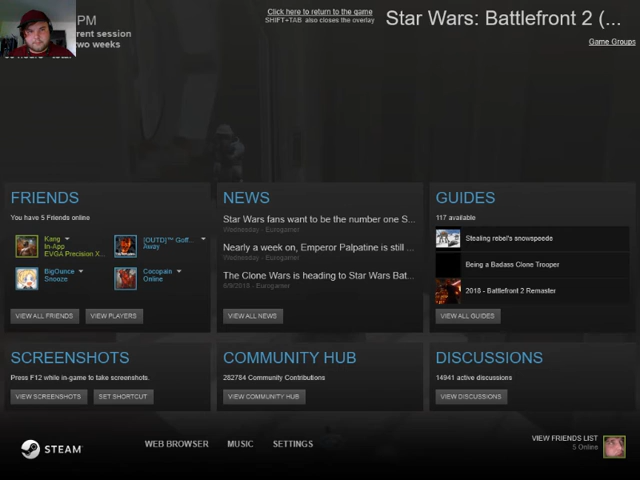 PM
Click here to return to the game
SHIFT+TAB also closes the overlay
Star Wars: Battlefront 2 (...
rent session
two weeks
Game Groups
FRIENDS
You have 5 Friends online
Kang
In-App
EVGA Precision X...
[OUTD]™ Goff...
Away
BigOunce
Snooze
Cocopain
Online
VIEW ALL FRIENDS
VIEW PLAYERS
NEWS
Star Wars fans want to be the number one S...
Wednesday - Eurogamer
Nearly a week on, Emperor Palpatine is still ...
Wednesday - Eurogamer
The Clone Wars is heading to Star Wars Bat...
6/9/2018 - Eurogamer
VIEW ALL NEWS
GUIDES
117 available
Stealing rebel's snowspeeds
Being a Badass Clone Trooper
2018 - Battlefront 2 Remaster
VIEW ALL GUIDES
SCREENSHOTS
Press F12 while in-game to take screenshots.
VIEW SCREENSHOTS
SET SHORTCUT
COMMUNITY HUB
282784 Community Contributions
VIEW COMMUNITY HUB
DISCUSSIONS
14941 active discussions
VIEW DISCUSSIONS
STEAM
WEB BROWSER
MUSIC
SETTINGS
VIEW FRIENDS LIST
5 Online